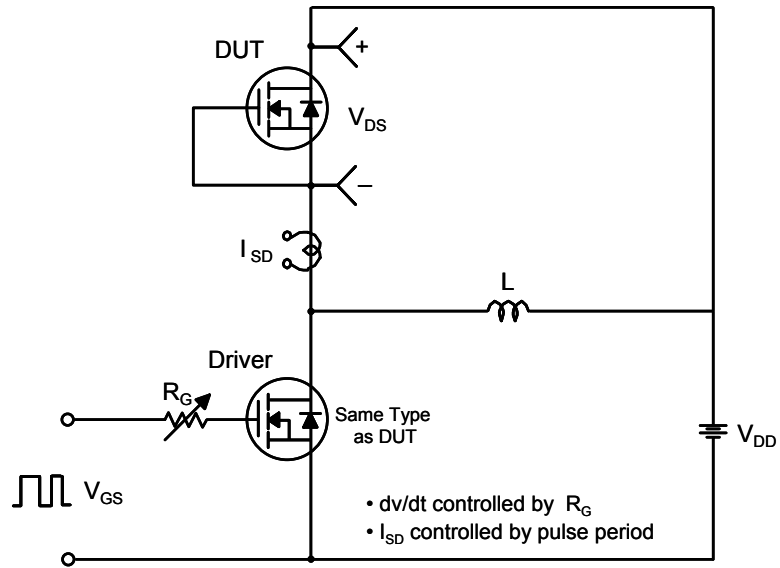 DUT
+
V_DS
–
I_SD
L
Driver
R_G
Same Type
as DUT
V_DD
V_GS
• dv/dt controlled by R_G
• I_SD controlled by pulse period